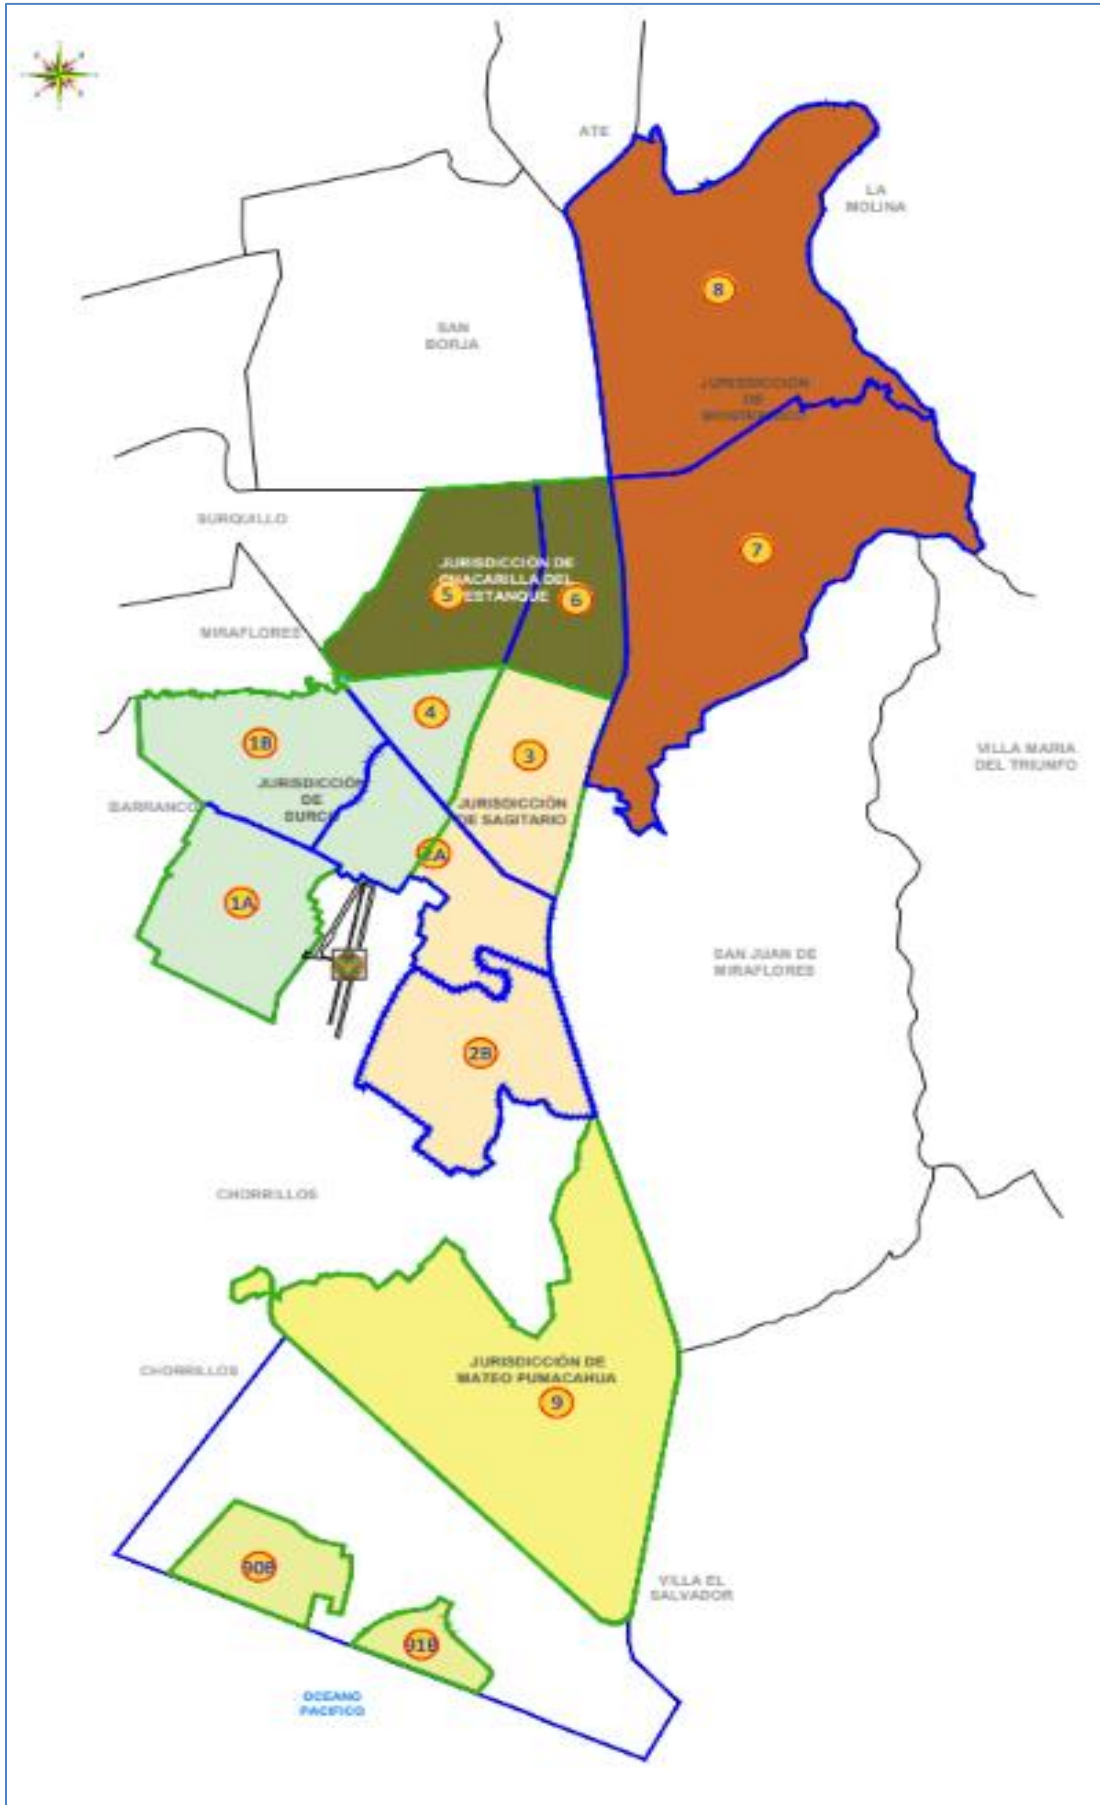 ATE
LA
MOLINA
8
SAN
BORJA
JURISDICCIÓN
DE
SURQUILLO
7
JURISDICCIÓN DE
CHACARILLA DEL
ESTANQUE
5
6
MIRAFLORES
4
1B
3
VILLA MARIA
DEL TRIUNFO
JURISDICCIÓN
DE
SURCO
BARRANCO
JURISDICCIÓN
DE SAGITARIO
2A
1A
SAN JUAN DE
MIRAFLORES
2B
CHORRILLOS
JURISDICCIÓN DE
MATEO PUMACAHUA
CHORRILLOS
9
90B
VILLA EL
SALVADOR
91B
OCEANO
PACIFICO